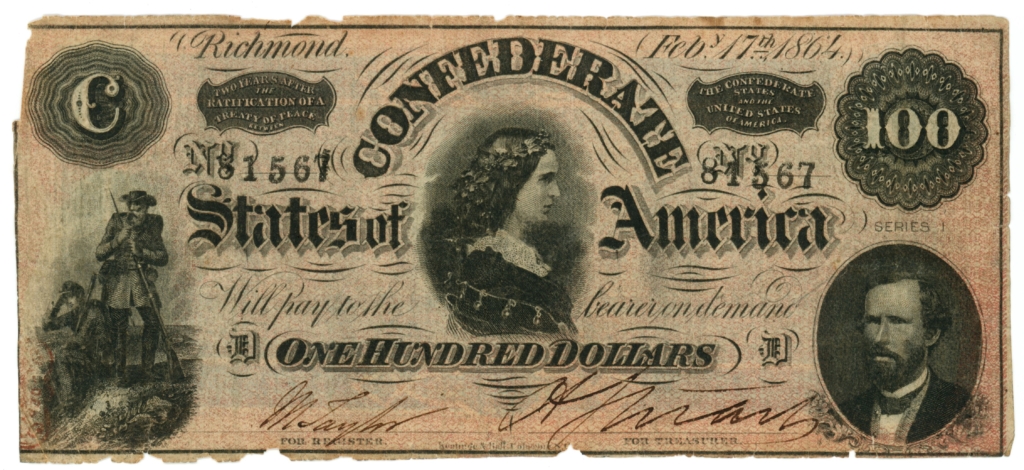 Richmond.
Feb.y 17th 1864.
C
TWO YEARS AFTER
THE
RATIFICATION OF A
TREATY OF PEACE
BETWEEN
CONFEDERATE
THE CONFEDERATE
STATES
AND THE
UNITED STATES
OF AMERICA.
100
No 81567
No 81567
States of America
SERIES 1
Will pay to the bearer on demand
D
ONE HUNDRED DOLLARS
D
M Taylor
FOR REGISTER.
FOR TREASURER.